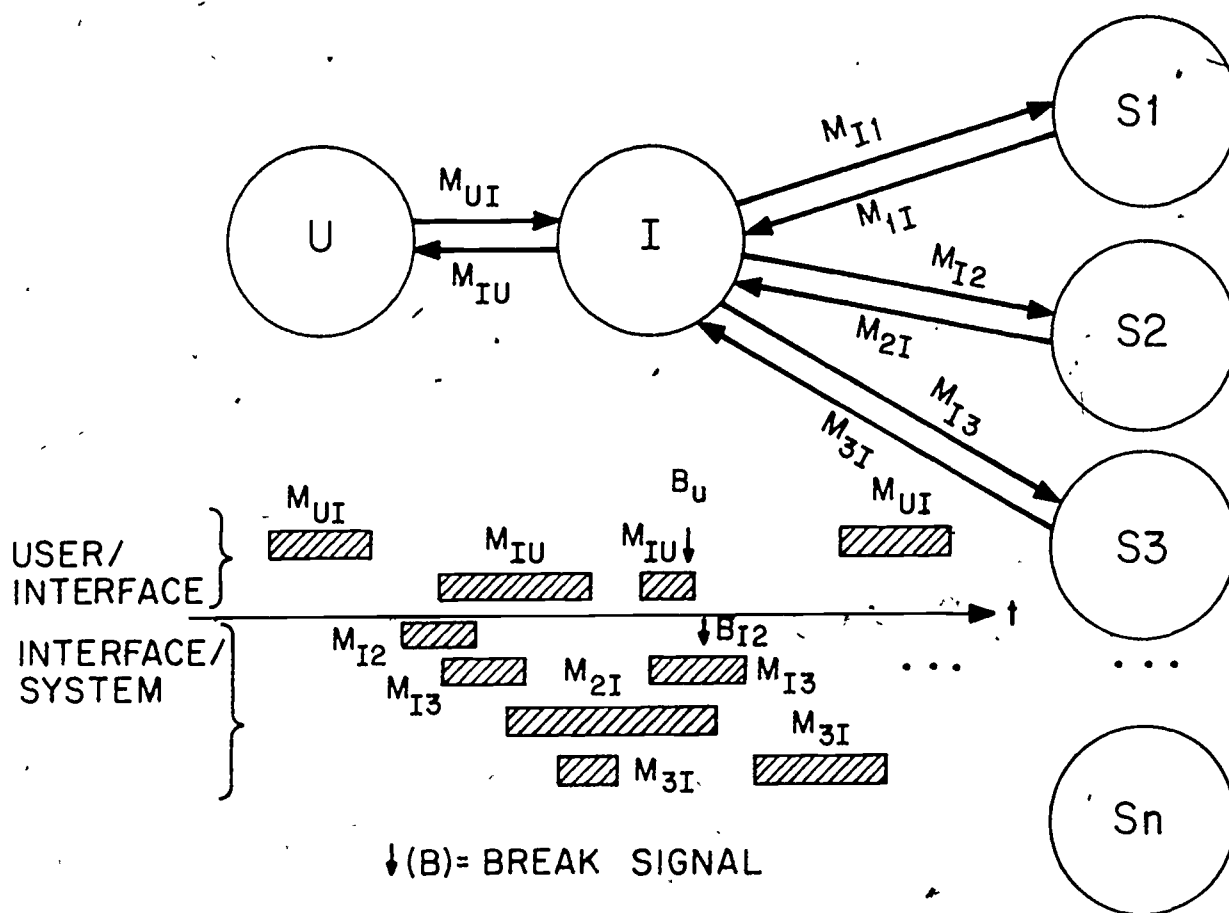 S1
M_I1
M_UI
M_1I
U
I
M_IU
M_I2
M_2I
S2
M_I3
M_3I
B_u
M_UI
M_UI
S3
USER/
INTERFACE
M_IU
M_IU
t
INTERFACE/
SYSTEM
M_I2
B_I2
M_I3
M_2I
M_I3
...
...
M_3I
M_3I
Sn
↓(B)= BREAK SIGNAL